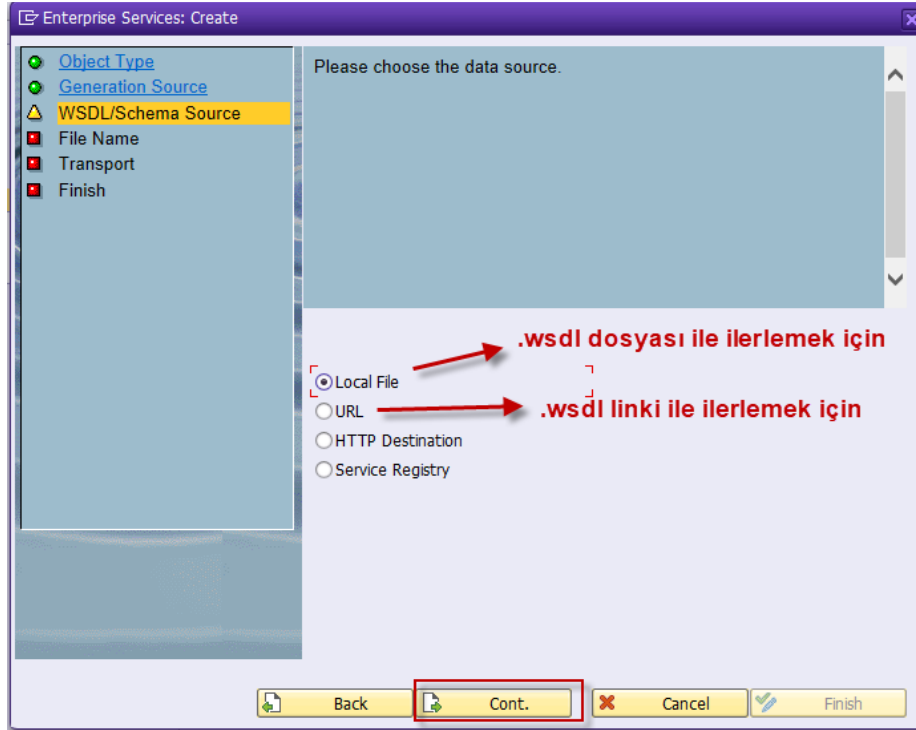 Enterprise Services: Create
Object Type
Generation Source
WSDL/Schema Source
File Name
Transport
Finish
Please choose the data source.
.wsdl dosyası ile ilerlemek için
Local File
URL
.wsdl linki ile ilerlemek için
HTTP Destination
Service Registry
Back
Cont.
Cancel
Finish